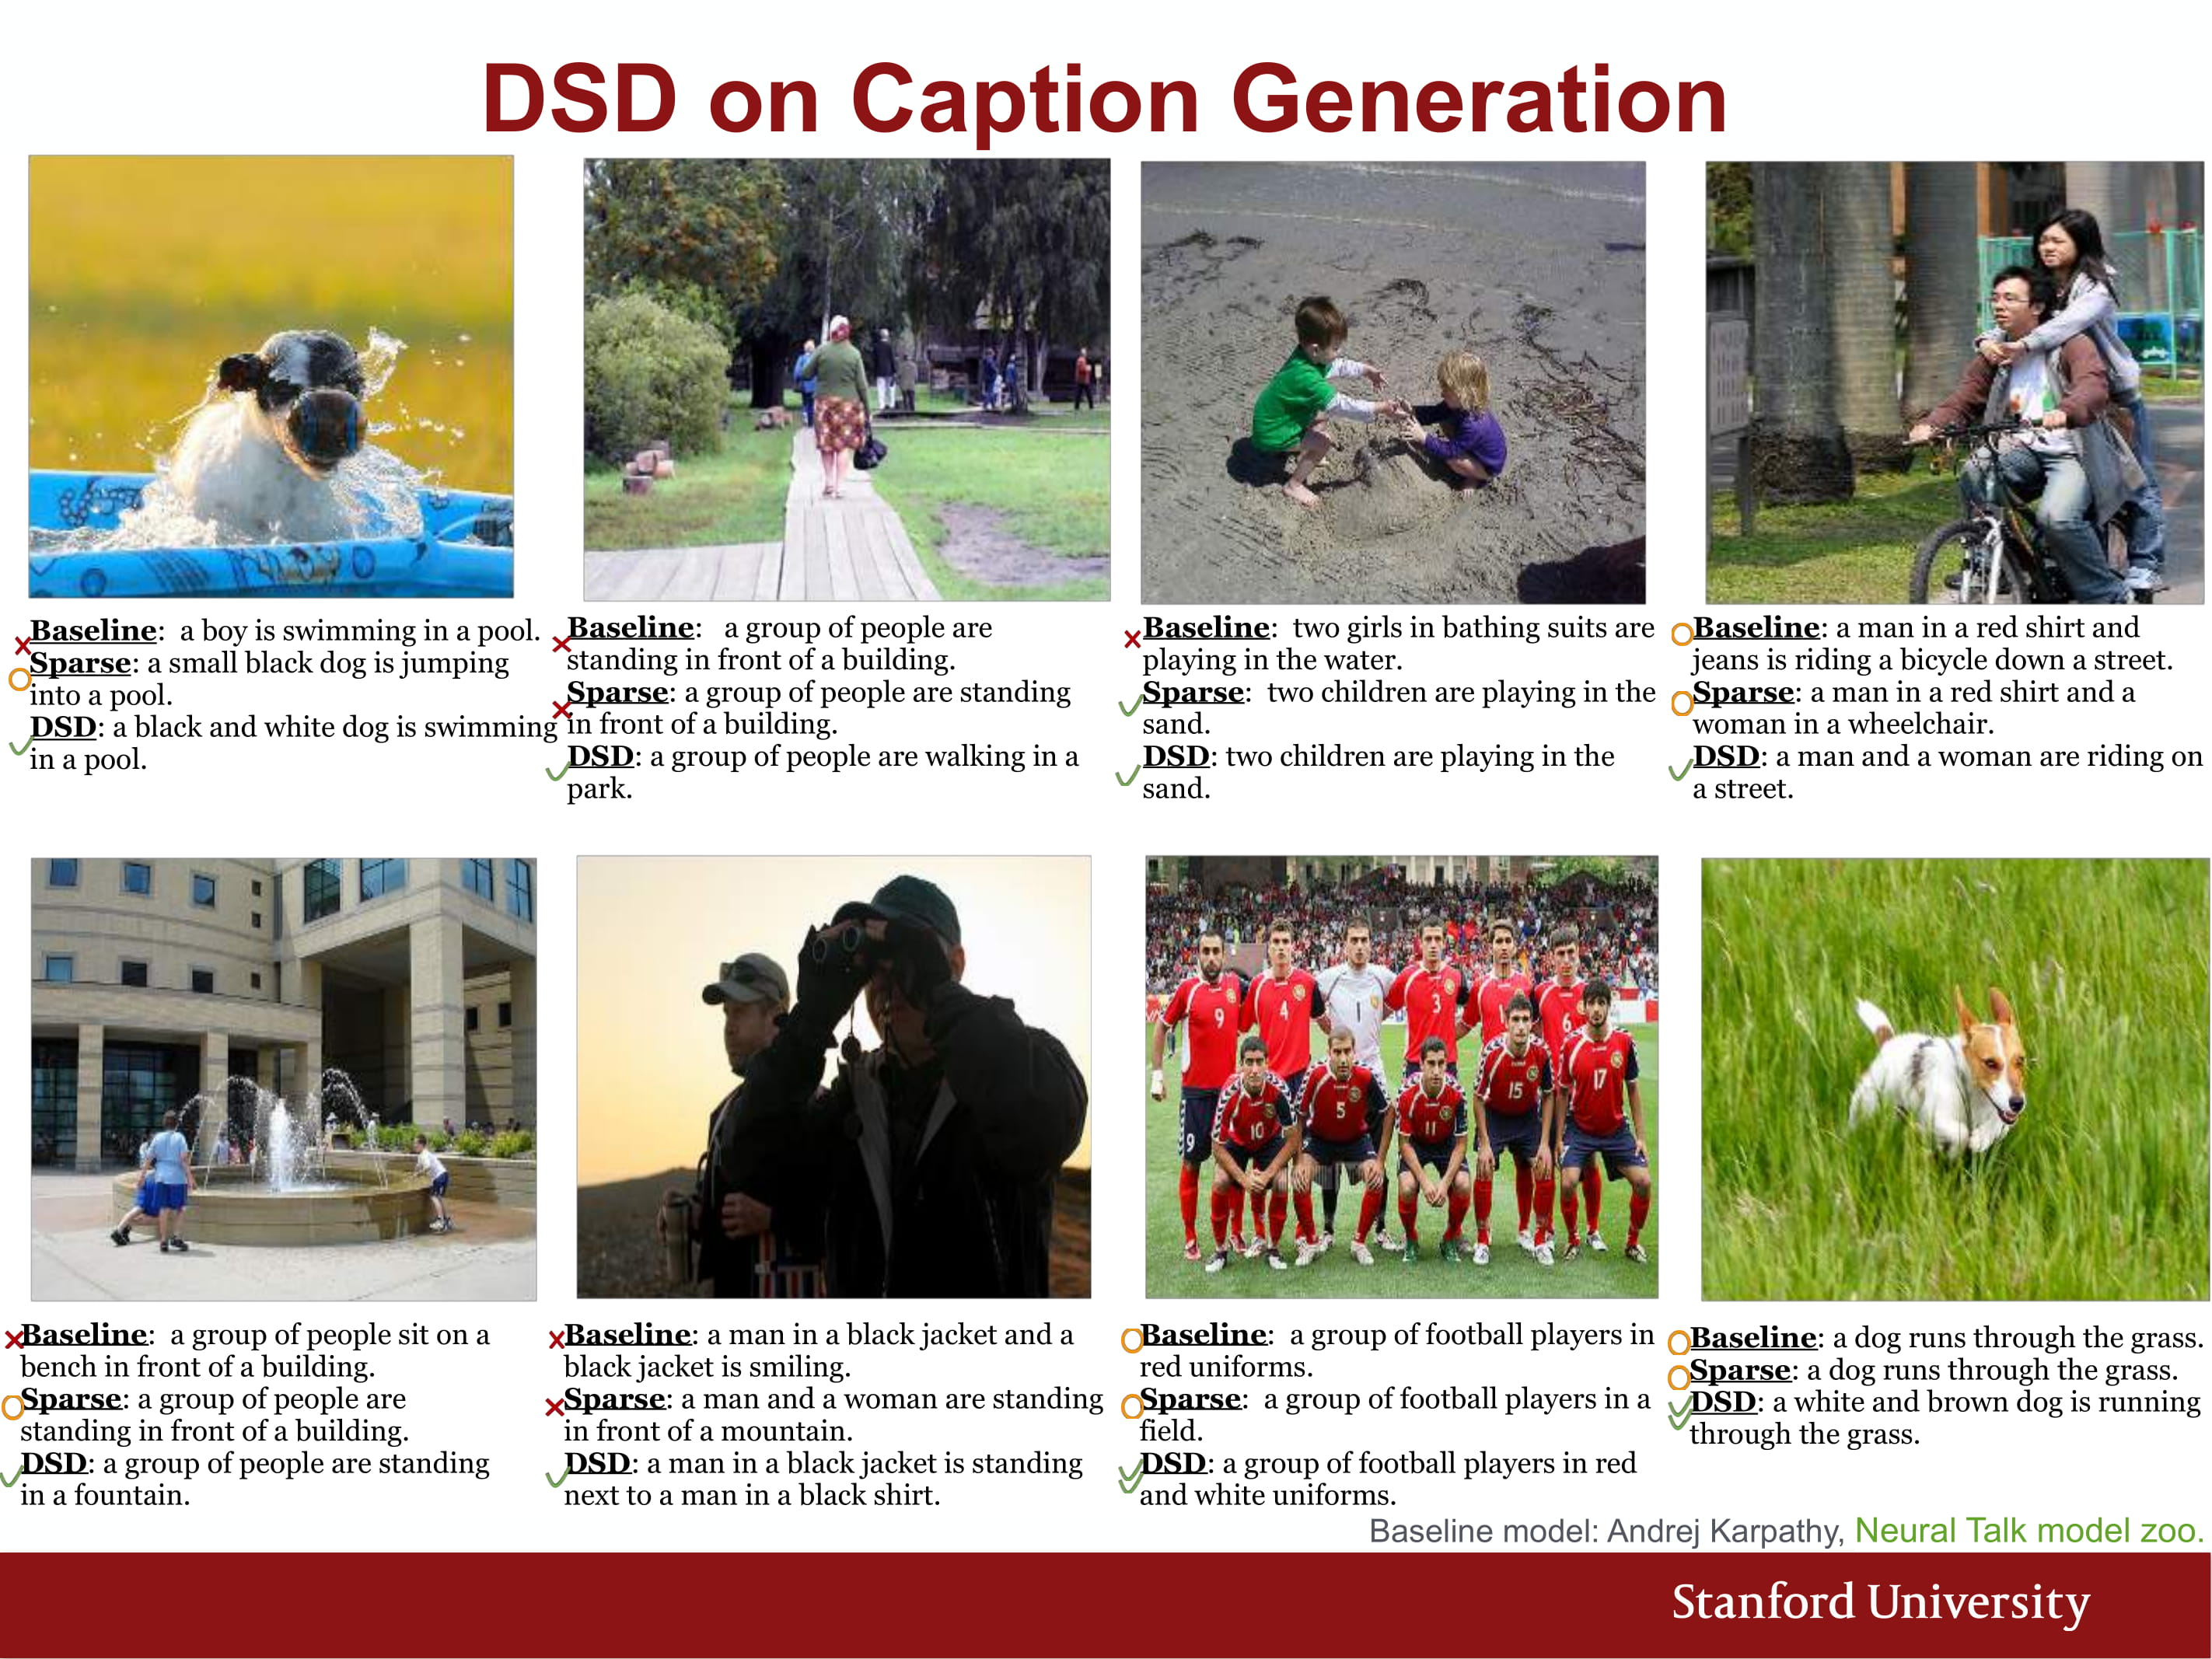 DSD on Caption Generation
Baseline: a boy is swimming in a pool.
Sparse: a small black dog is jumping
into a pool.
DSD: a black and white dog is swimming
in a pool.
Baseline: a group of people are
standing in front of a building.
Sparse: a group of people are standing
in front of a building.
DSD: a group of people are walking in a
park.
Baseline: two girls in bathing suits are
playing in the water.
Sparse: two children are playing in the
sand.
DSD: two children are playing in the
sand.
Baseline: a man in a red shirt and
jeans is riding a bicycle down a street.
Sparse: a man in a red shirt and a
woman in a wheelchair.
DSD: a man and a woman are riding on
a street.
9
4
1
3
6
10
5
11
15
17
9
Baseline: a group of people sit on a
bench in front of a building.
Sparse: a group of people are
standing in front of a building.
DSD: a group of people are standing
in a fountain.
Baseline: a man in a black jacket and a
black jacket is smiling.
Sparse: a man and a woman are standing
in front of a mountain.
DSD: a man in a black jacket is standing
next to a man in a black shirt.
Baseline: a group of football players in
red uniforms.
Sparse: a group of football players in a
field.
DSD: a group of football players in red
and white uniforms.
Baseline: a dog runs through the grass.
Sparse: a dog runs through the grass.
DSD: a white and brown dog is running
through the grass.
Baseline model: Andrej Karpathy, Neural Talk model zoo.
Stanford University